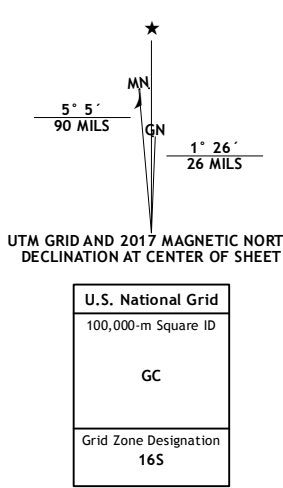 MN
5° 5´
90 MILS
GN
1° 26´
26 MILS
UTM GRID AND 2017 MAGNETIC NORT
DECLINATION AT CENTER OF SHEET
U.S. National Grid
100,000-m Square ID
GC
Grid Zone Designation
16S